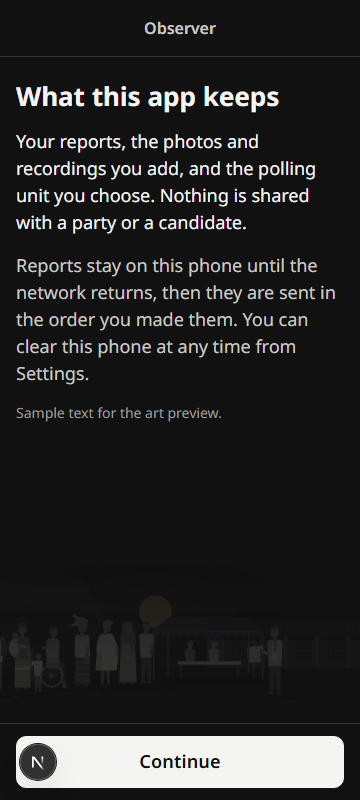 Observer
What this app keeps
Your reports, the photos and
recordings you add, and the polling
unit you choose. Nothing is shared
with a party or a candidate.
Reports stay on this phone until the
network returns, then they are sent in
the order you made them. You can
clear this phone at any time from
Settings.
Sample text for the art preview.
N
Continue